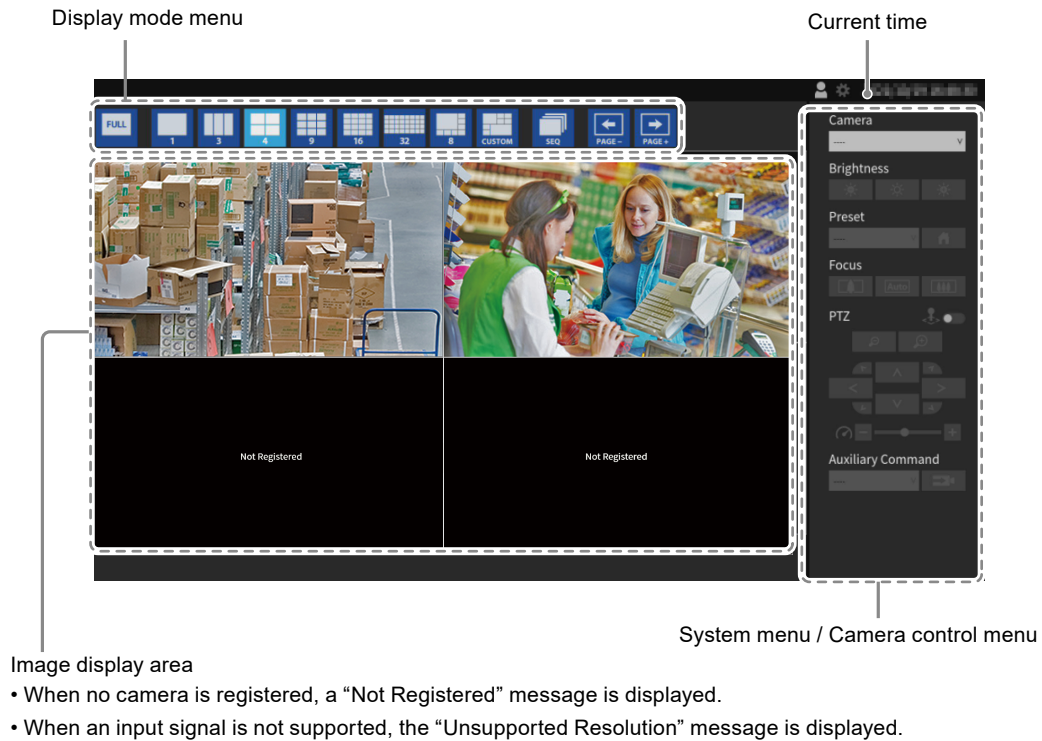 Display mode menu
Current time
FULL
1
3
4
9
16
32
8
CUSTOM
SEQ
PAGE −
PAGE +
Camera
----
v
Brightness
Preset
----
Focus
Auto
PTZ
Auxiliary Command
----
Not Registered
Not Registered
System menu / Camera control menu
Image display area
• When no camera is registered, a “Not Registered” message is displayed.
• When an input signal is not supported, the “Unsupported Resolution” message is displayed.